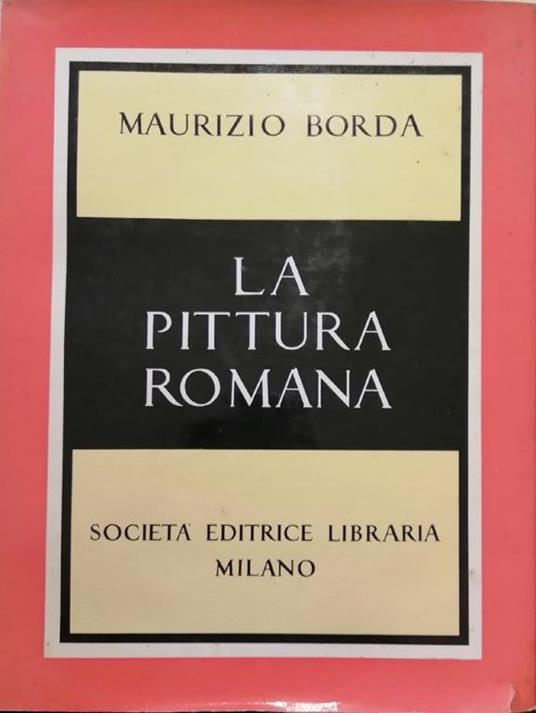 MAURIZIO BORDA
LA
PITTURA
ROMANA
SOCIETÀ EDITRICE LIBRARIA
MILANO